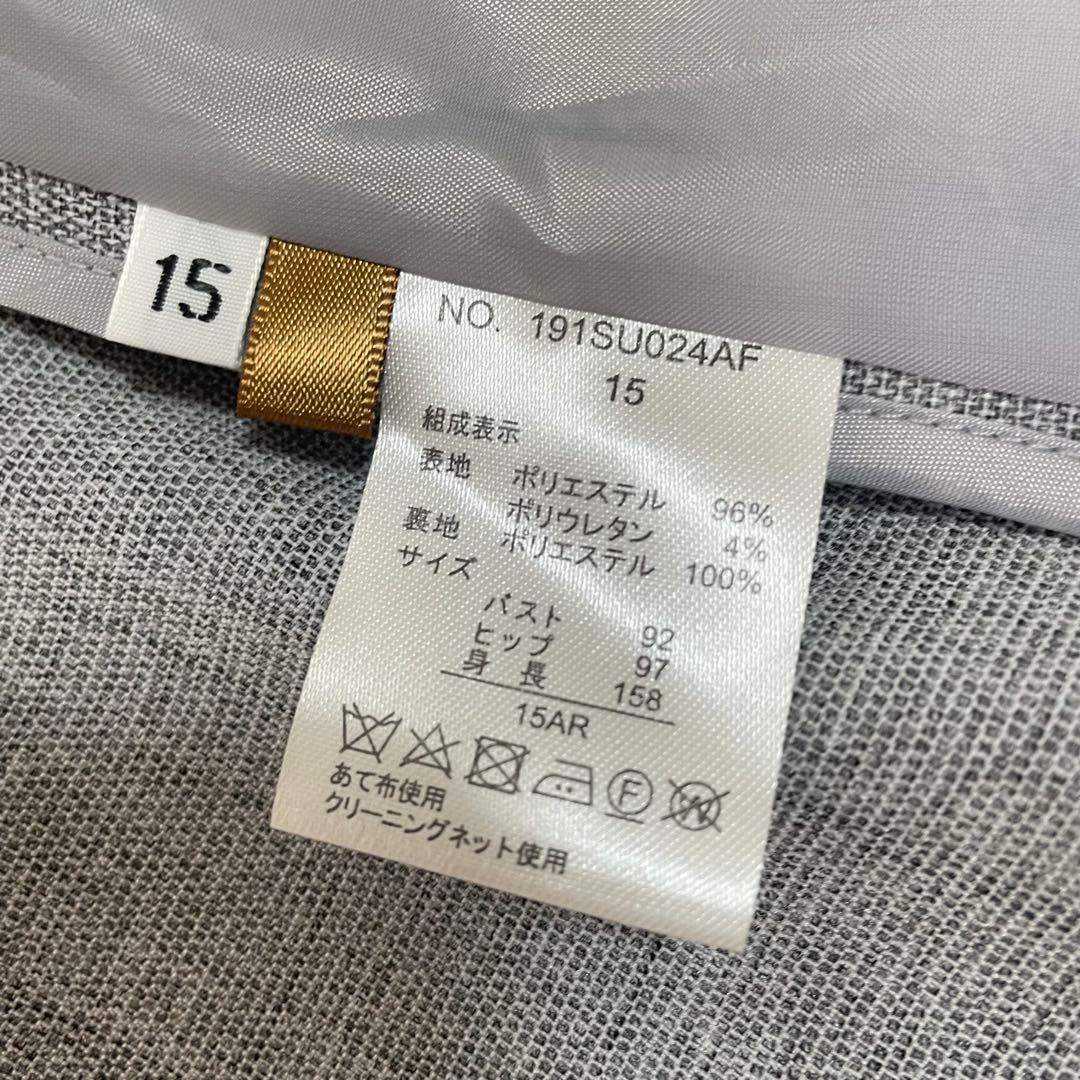 15
NO. 191SU024AF
15
組成表示
表地 ポリエステル 96%
ポリウレタン 4%
裏地 ポリエステル 100%
サイズ
バスト 92
ヒップ 97
身 長 158
15AR
F W
あて布使用
クリーニングネット使用